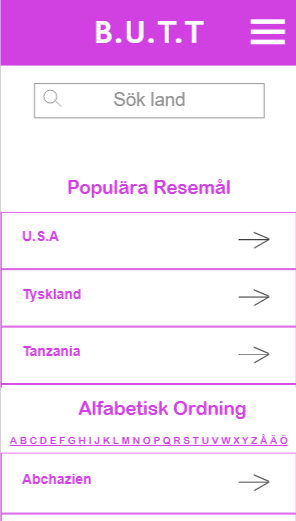 B.U.T.T
Sök land
Populära Resemål
U.S.A
Tyskland
Tanzania
Alfabetisk Ordning
A B C D E F G H I J K L M N O P Q R S T U V W X Y Z Å Ä Ö
Abchazien